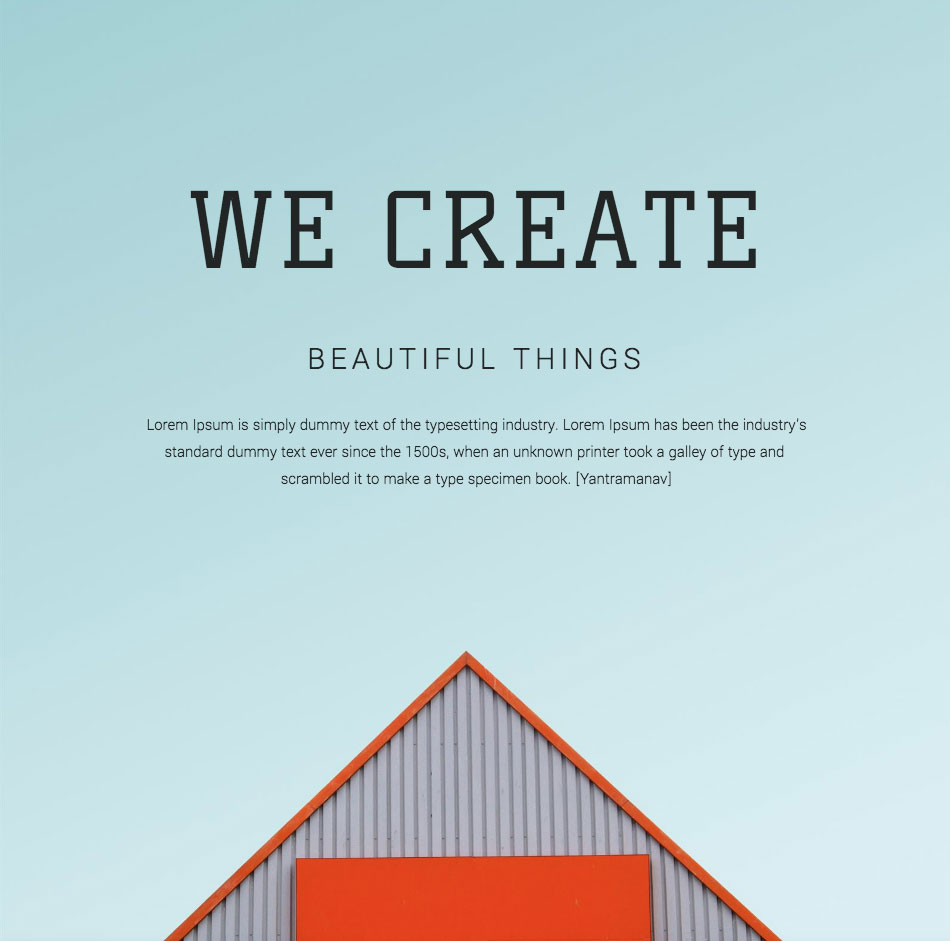 WE CREATE
BEAUTIFUL THINGS
Lorem Ipsum is simply dummy text of the typesetting industry. Lorem Ipsum has been the industry's
standard dummy text ever since the 1500s, when an unknown printer took a galley of type and
scrambled it to make a type specimen book. [Yantramanav]